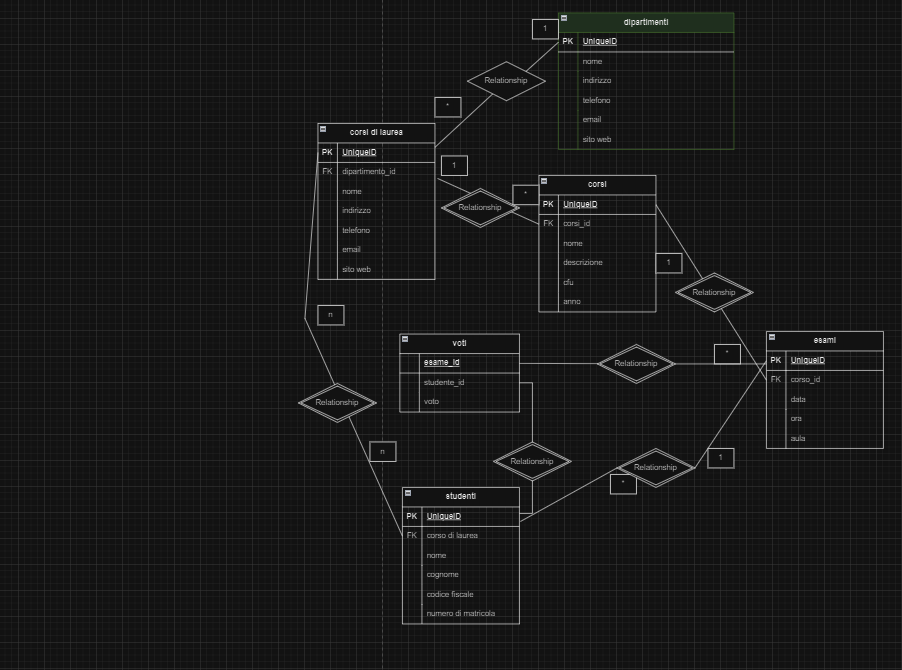 dipartimenti
1
PK UniqueID
nome
Relationship
indirizzo
telefono
*
email
sito web
corsi di laurea
PK UniqueID
1
FK dipartimento_id
nome
indirizzo
telefono
email
sito web
Relationship
*
corsi
PK UniqueID
FK corsi_id
nome
descrizione
cfu
anno
1
Relationship
n
voti
esame_id
studente_id
voto
Relationship
*
esami
PK UniqueID
FK corso_id
data
ora
aula
Relationship
n
Relationship
Relationship
1
*
studenti
PK UniqueID
FK corso di laurea
nome
cognome
codice fiscale
numero di matricola